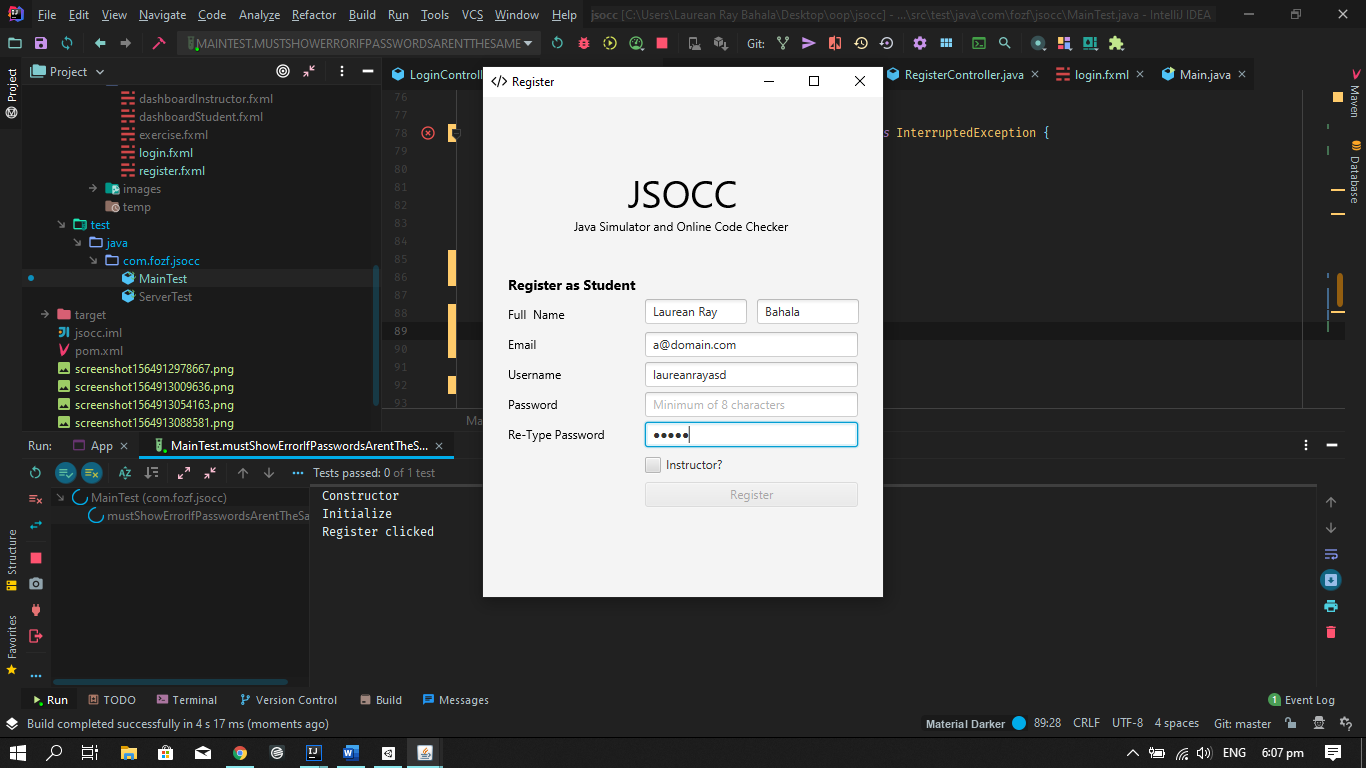 File Edit View Navigate Code Analyze Refactor Build Run Tools VCS Window Help jsocc [C:\Users\Laurean Ray Bahala\Desktop\oop\jsocc] - ...\src\test\java\com\fozf\jsocc\MainTest.java - IntelliJ IDEA
MAINTEST.MUSTSHOWERRORIFPASSWORDSARENTTHESAME Git:
Project
LoginControll
RegisterController.java
login.fxml
Main.java
Project
Structure
Favorites
Maven
Database
dashboardInstructor.fxml
dashboardStudent.fxml
exercise.fxml
login.fxml
register.fxml
images
temp
test
java
com.fozf.jsocc
MainTest
ServerTest
target
jsocc.iml
pom.xml
screenshot1564912978667.png
screenshot1564913009636.png
screenshot1564913054163.png
screenshot1564913088581.png
76
77
78
s InterruptedException {
79
80
81
82
83
84
85
86
87
88
89
90
91
92
93
Ma
Register
JSOCC
Java Simulator and Online Code Checker
Register as Student
Full Name
Laurean Ray
Bahala
Email
a@domain.com
Username
laureanrayasd
Password
Minimum of 8 characters
Re-Type Password
Instructor?
Register
Run: App MainTest.mustShowErrorIfPasswordsArentTheS...
Tests passed: 0 of 1 test
MainTest (com.fozf.jsocc)
mustShowErrorIfPasswordsArentTheSa
Constructor
Initialize
Register clicked
Run TODO Terminal Version Control Build Messages 1 Event Log
Build completed successfully in 4 s 17 ms (moments ago) Material Darker 89:28 CRLF UTF-8 4 spaces Git: master
ENG 6:07 pm